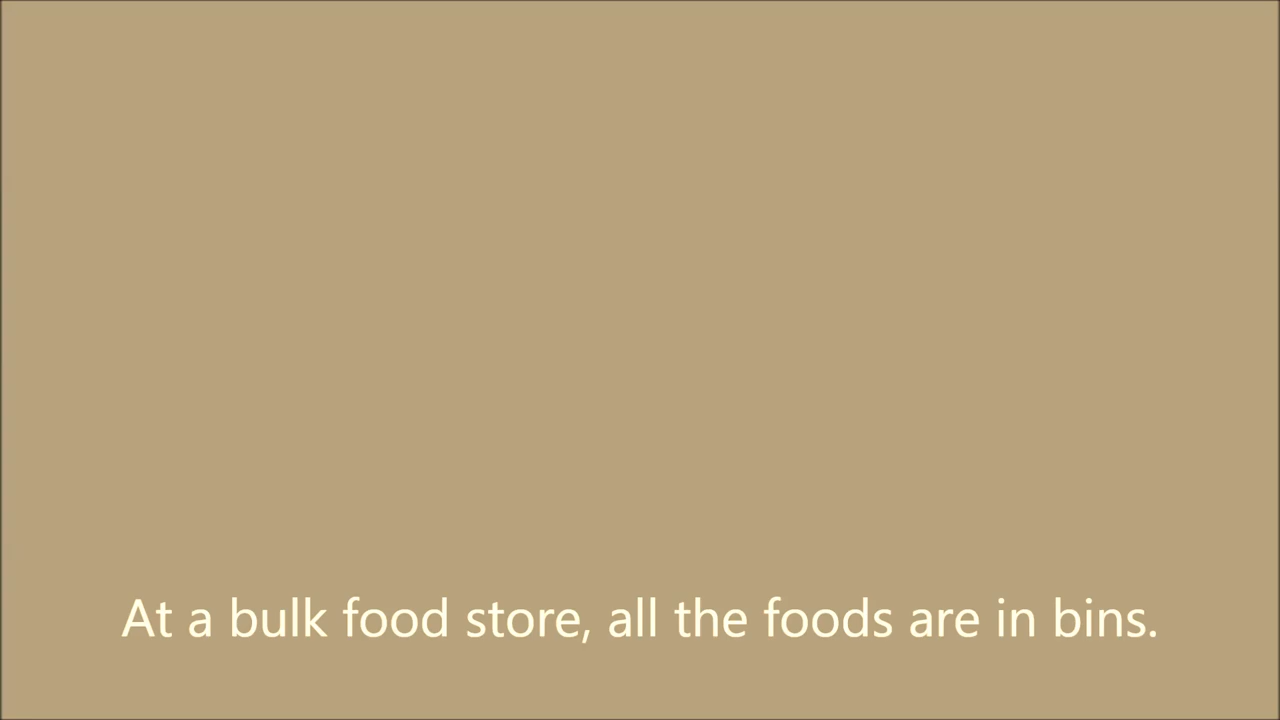 At a bulk food store, all the foods are in bins.